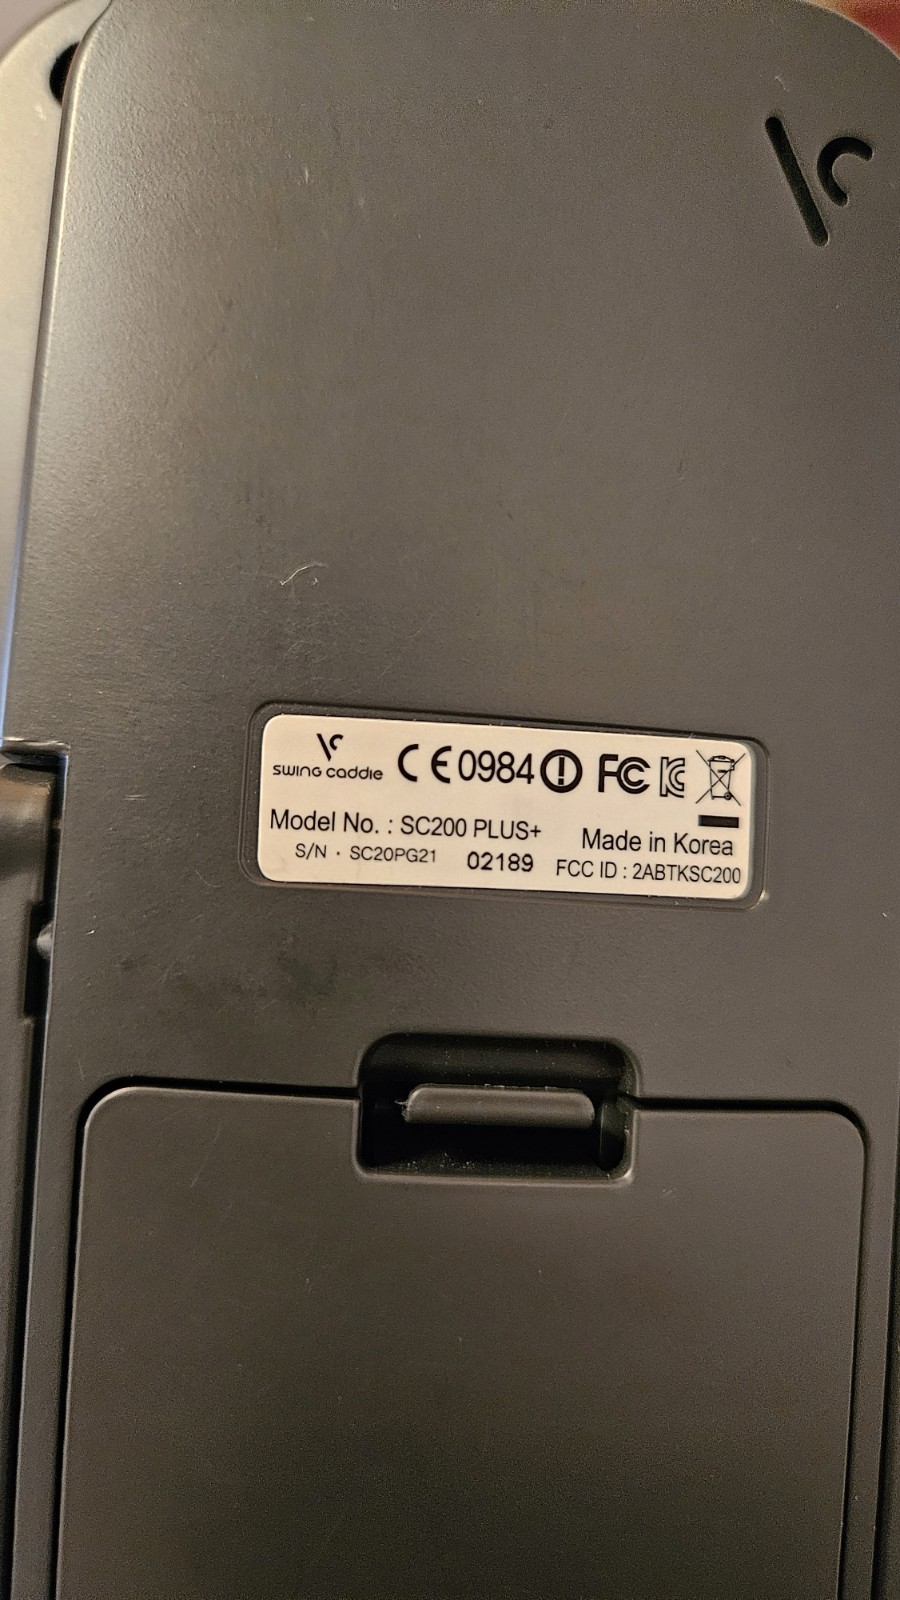 SWING caddie CE0984 FC
Model No. : SC200 PLUS+ Made in Korea
S/N · SC20PG21 02189 FCC ID : 2ABTKSC200